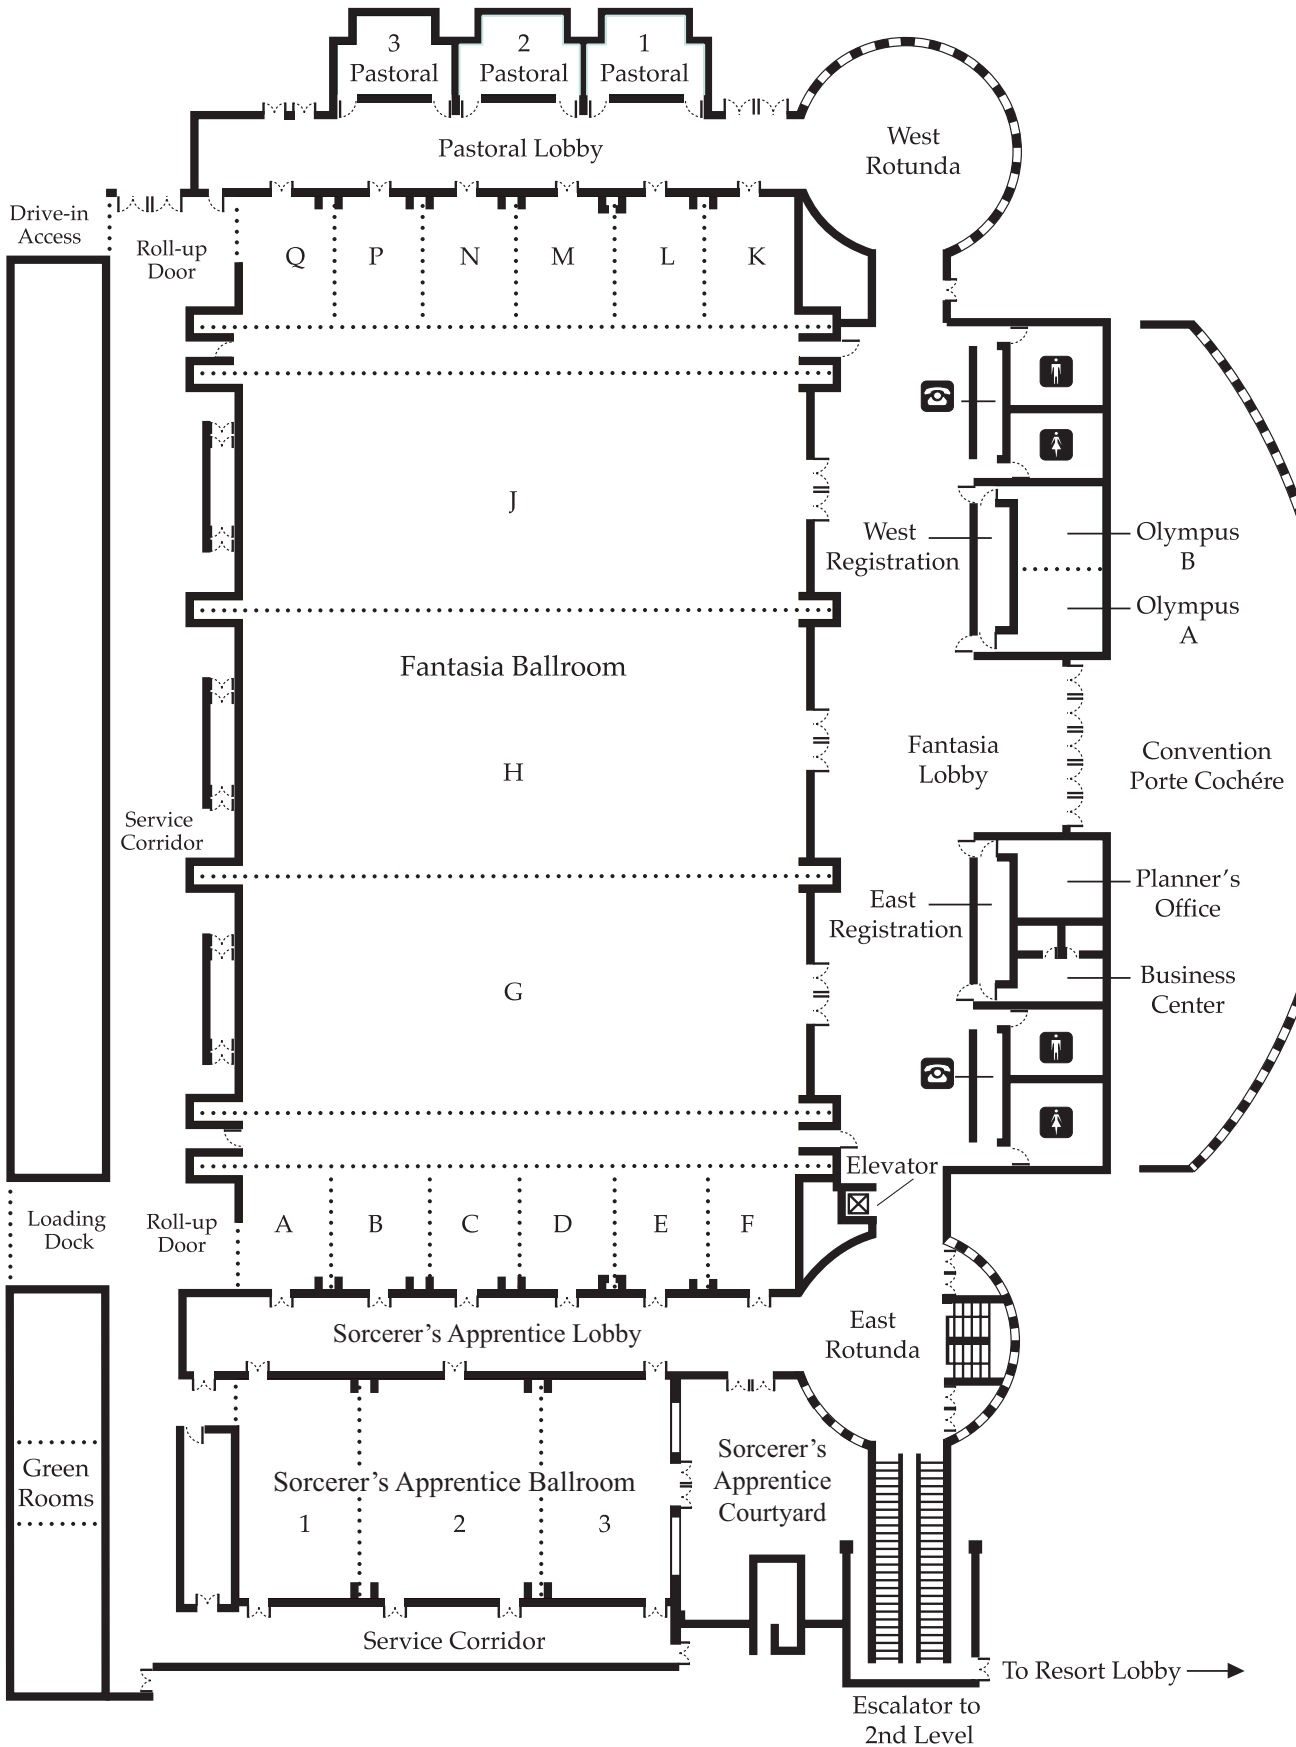 3
Pastoral
2
Pastoral
1
Pastoral
Pastoral Lobby
West
Rotunda
Drive-in
Access
Roll-up
Door
Q
P
N
M
L
K
J
West
Registration
Olympus
B
Olympus
A
Fantasia Ballroom
H
Fantasia
Lobby
Convention
Porte Cochére
Service
Corridor
Planner's
Office
East
Registration
Business
Center
G
Elevator
Loading
Dock
Roll-up
Door
A
B
C
D
E
F
Sorcerer's Apprentice Lobby
East
Rotunda
Green
Rooms
Sorcerer's Apprentice Ballroom
1
2
3
Sorcerer's
Apprentice
Courtyard
Service Corridor
To Resort Lobby
Escalator to
2nd Level